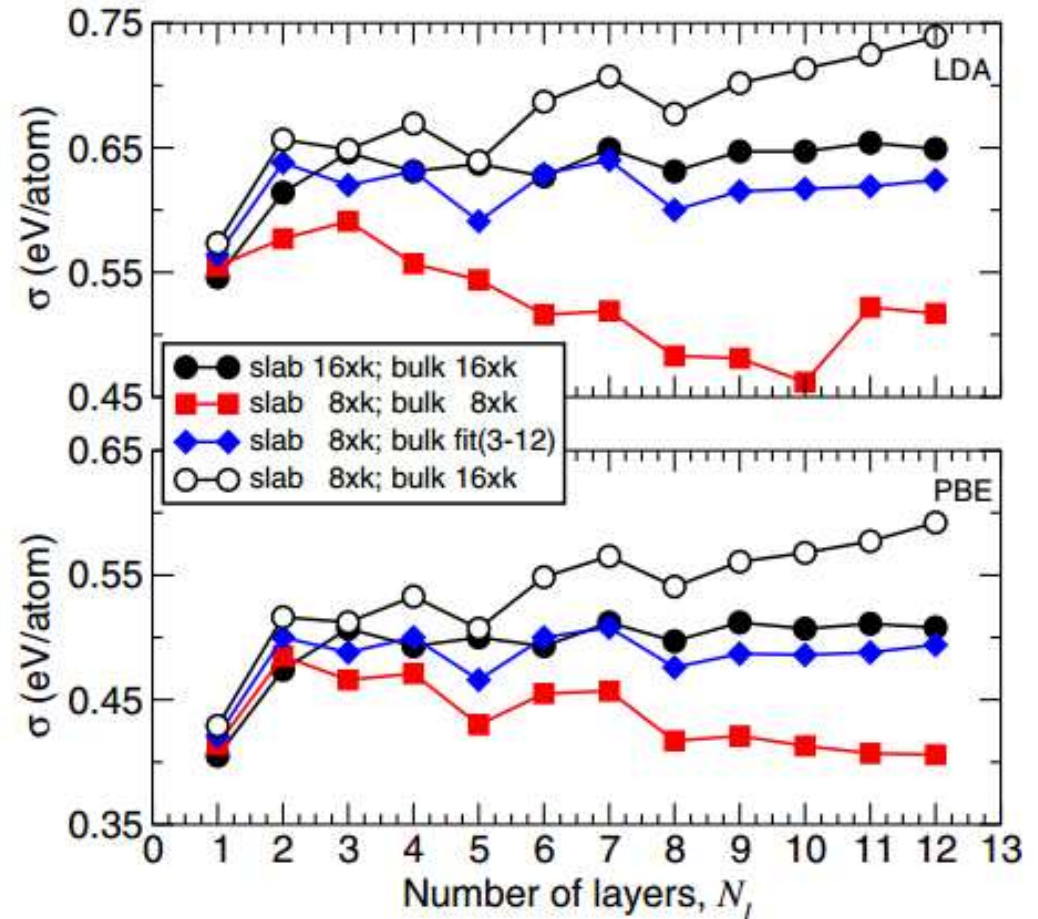 0.75
LDA
0.65
σ (eV/atom)
0.55
0.45
slab 16xk; bulk 16xk
slab 8xk; bulk 8xk
slab 8xk; bulk fit(3-12)
slab 8xk; bulk 16xk
0.65
PBE
0.55
σ (eV/atom)
0.45
0.35
0 1 2 3 4 5 6 7 8 9 10 11 12 13
Number of layers, N_l